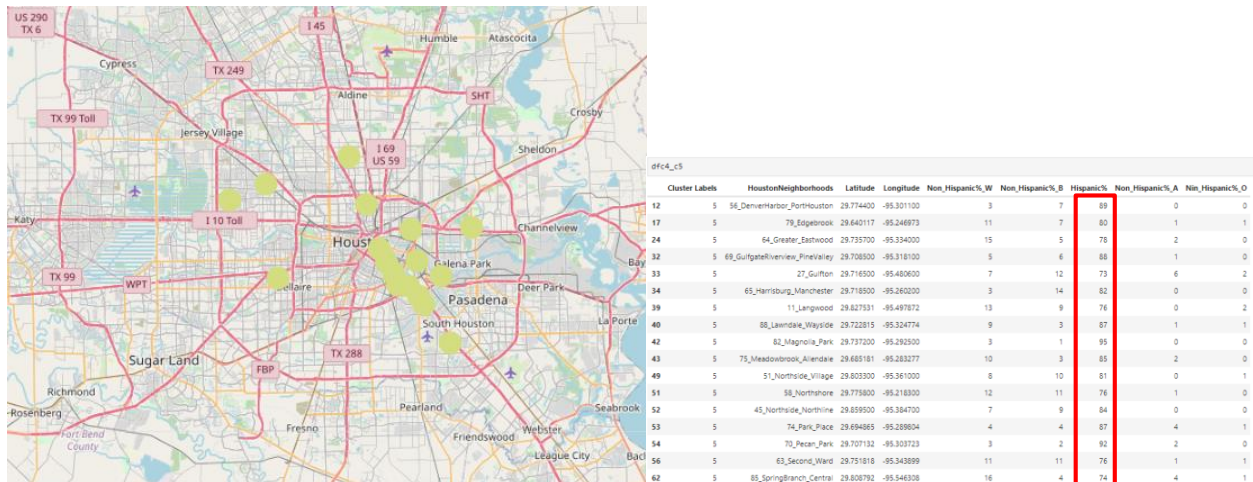 US 290
TX 6
I 45
Humble
Atascocita
Cypress
TX 249
Aldine
SHT
Crosby
TX 99 Toll
Jersey Village
I 69
US 59
Sheldon
Katy
I 10 Toll
Channelview
Houst
Galena Park
Bay
TX 99
WPT
ellaire
Deer Park
Pasadena
La Porte
South Houston
Sugar Land
TX 288
FBP
Richmond
Rosenberg
Pearland
Seabrook
Fort Bend
County
Fresno
Webster
Friendswood
League City
Bac
dfc4_c5
Cluster Labels HoustonNeighborhoods Latitude Longitude Non_Hispanic%_W Non_Hispanic%_B Hispanic% Non_Hispanic%_A Nin_Hispanic%_O
12 5 56_DenverHarbor_PortHouston 29.774400 -95.301100 3 7 89 0 0
17 5 79_Edgebrook 29.640117 -95.246973 11 7 80 1 1
24 5 64_Greater_Eastwood 29.735700 -95.334000 15 5 78 2 0
32 5 69_GulfgateRiverview_PineValley 29.708500 -95.318100 5 6 88 1 0
33 5 27_Gulfton 29.716500 -95.480600 7 12 73 6 2
34 5 65_Harrisburg_Manchester 29.718500 -95.260200 3 14 82 0 0
39 5 11_Langwood 29.827531 -95.497872 13 9 76 0 2
40 5 88_Lawndale_Wayside 29.722815 -95.324774 9 3 87 1 1
42 5 82_Magnolia_Park 29.737200 -95.292500 3 1 95 0 0
43 5 75_Meadowbrook_Allendale 29.685181 -95.283277 10 3 85 2 0
49 5 51_Northside_Village 29.803300 -95.361000 8 10 81 0 1
51 5 58_Northshore 29.775800 -95.218300 12 11 76 1 0
52 5 45_Northside_Northline 29.859500 -95.384700 7 9 84 0 0
53 5 74_Park_Place 29.694865 -95.289804 4 4 87 4 1
54 5 70_Pecan_Park 29.707132 -95.303723 3 2 92 2 0
56 5 63_Second_Ward 29.751818 -95.343899 11 11 76 1 1
62 5 85_SpringBranch_Central 29.808792 -95.546308 16 4 74 4 1